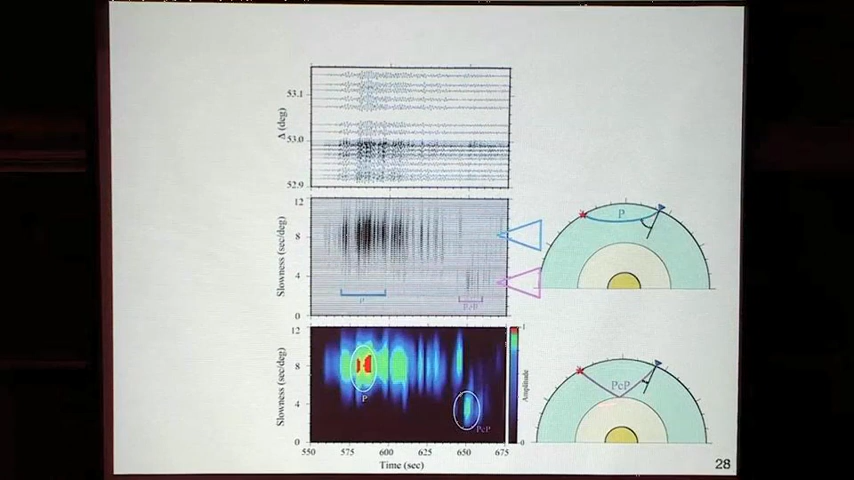 53.1
Δ (deg)
53.0
52.9
12
Slowness (sec/deg)
8
4
0
P
P
12
Slowness (sec/deg)
8
4
0
P
PcP
1
Amplitude
0
550
575
600
625
650
675
Time (sec)
PcP
28